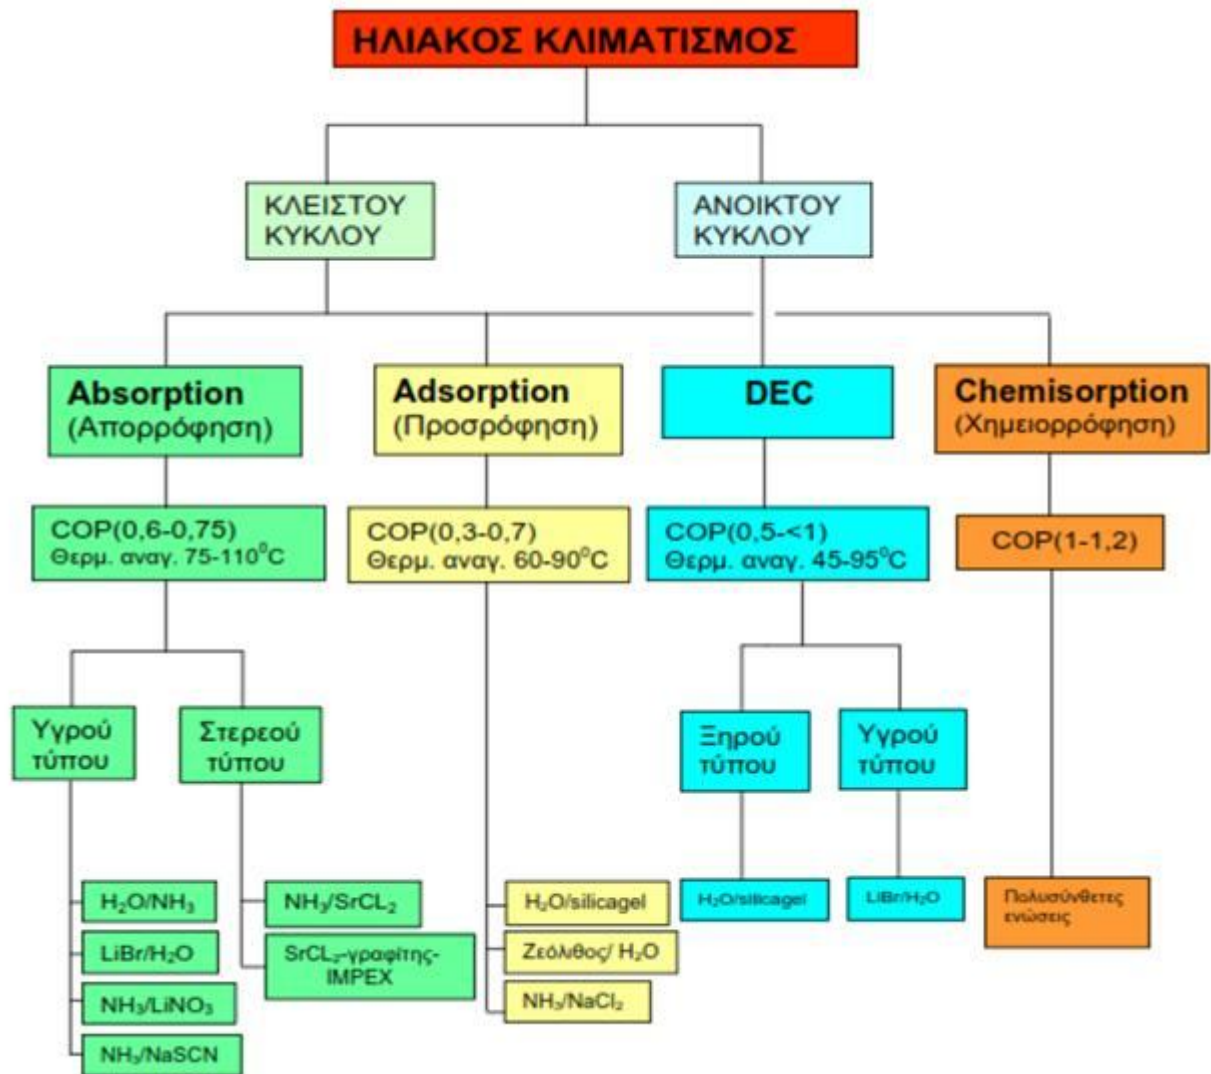 ΗΛΙΑΚΟΣ ΚΛΙΜΑΤΙΣΜΟΣ
ΚΛΕΙΣΤΟΥ
ΚΥΚΛΟΥ
ΑΝΟΙΚΤΟΥ
ΚΥΚΛΟΥ
Absorption
(Απορρόφηση)
Adsorption
(Προσρόφηση)
DEC
Chemisorption
(Χημειορρόφηση)
COP(0,6-0,75)
Θερμ. αναγ. 75-110⁰C
COP(0,3-0,7)
Θερμ. αναγ. 60-90⁰C
COP(0,5-<1)
Θερμ. αναγ. 45-95⁰C
COP(1-1,2)
Υγρού
τύπου
Στερεού
τύπου
Ξηρού
τύπου
Υγρού
τύπου
H₂O/NH₃
LiBr/H₂O
NH₃/LiNO₃
NH₃/NaSCN
NH₃/SrCL₂
SrCL₂-γραφίτης-
IMPEX
H₂O/silicagel
Ζεόλιθος/ H₂O
NH₃/NaCl₂
H₂O/silicagel
LiBr/H₂O
Πολυσύνθετες
ενώσεις